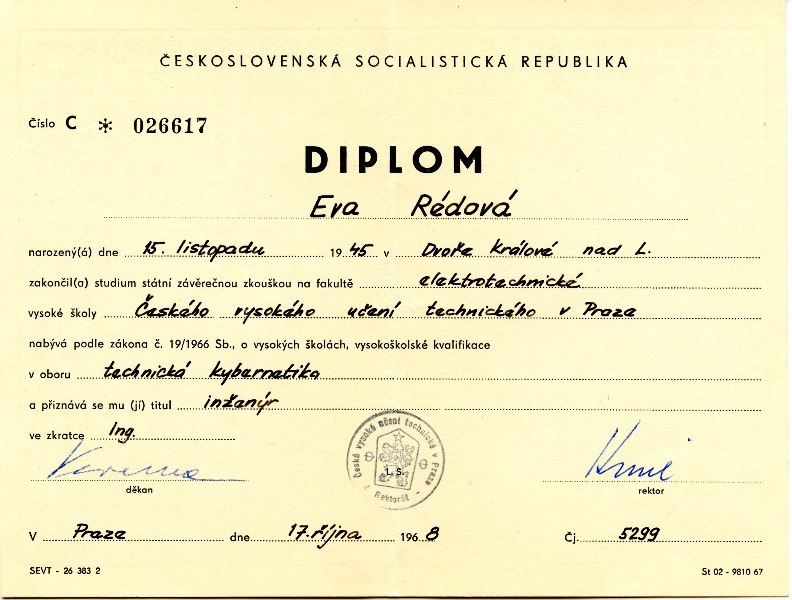 ČESKOSLOVENSKÁ SOCIALISTICKÁ REPUBLIKA
Číslo C * 026617
DIPLOM
Eva Rédová
narozený(á) dne 15. listopadu 1945 v Dvoře Králové nad L.
zakončil(a) studium státní závěrečnou zkouškou na fakultě elektrotechnické
vysoké školy Českého vysokého učení technického v Praze
nabývá podle zákona č. 19/1966 Sb., o vysokých školách, vysokoškolské kvalifikace
v oboru technická kybernetika
a přiznává se mu (jí) titul inženýr
ve zkratce Ing.
České vysoké učení technické v Praze
L. S.
Rektorát
děkan
rektor
V Praze dne 17. října 1968 Čj. 5299
SEVT - 26 383 2
St 02 - 9810 67